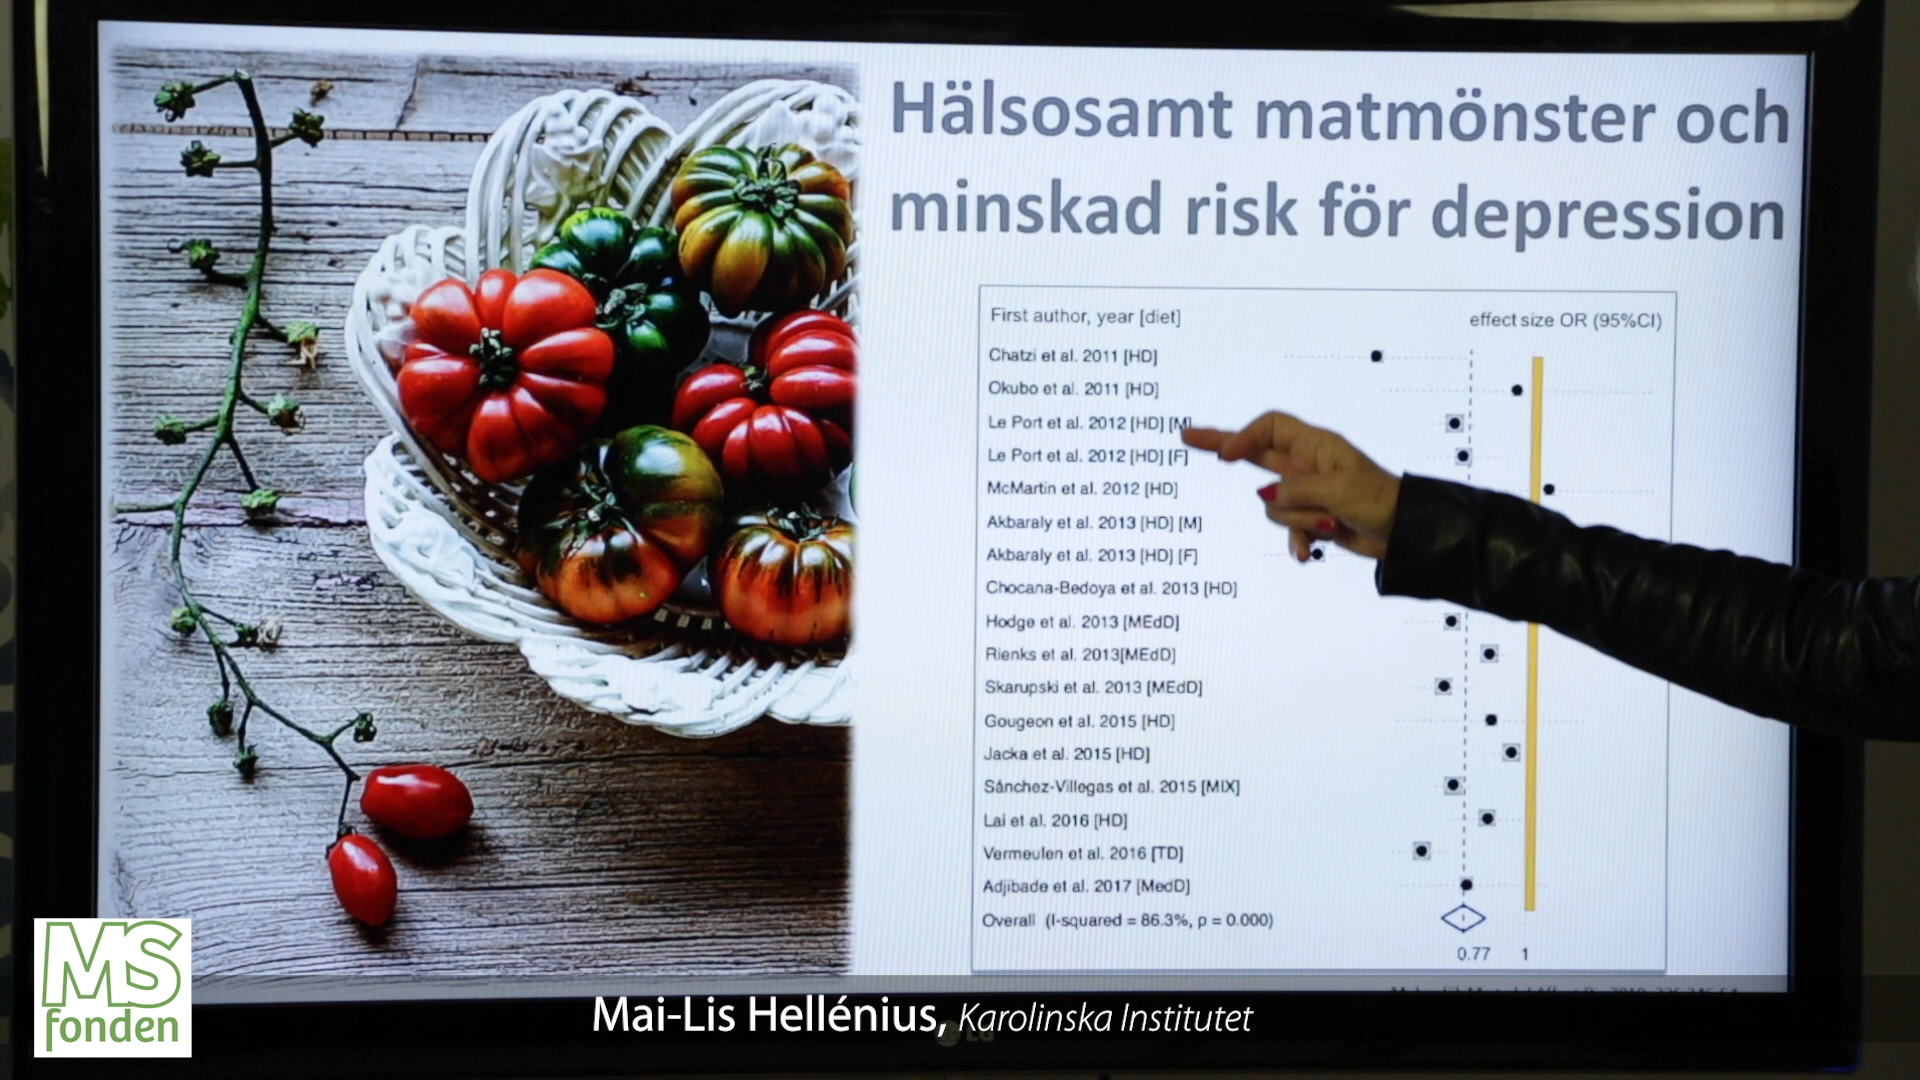 Hälsosamt matmönster och
minskad risk för depression
First author, year [diet] effect size OR (95%CI)
Chatzi et al. 2011 [HD]
Okubo et al. 2011 [HD]
Le Port et al. 2012 [HD] [M]
Le Port et al. 2012 [HD] [F]
McMartin et al. 2012 [HD]
Akbaraly et al. 2013 [HD] [M]
Akbaraly et al. 2013 [HD] [F]
Chocana-Bedoya et al. 2013 [HD]
Hodge et al. 2013 [MEdD]
Rienks et al. 2013[MEdD]
Skarupski et al. 2013 [MEdD]
Gougeon et al. 2015 [HD]
Jacka et al. 2015 [HD]
Sánchez-Villegas et al. 2015 [MIX]
Lai et al. 2016 [HD]
Vermeulen et al. 2016 [TD]
Adjibade et al. 2017 [MedD]
Overall (I-squared = 86.3%, p = 0.000)
0.77 1
MS
fonden
Mai-Lis Hellénius, Karolinska Institutet
LG